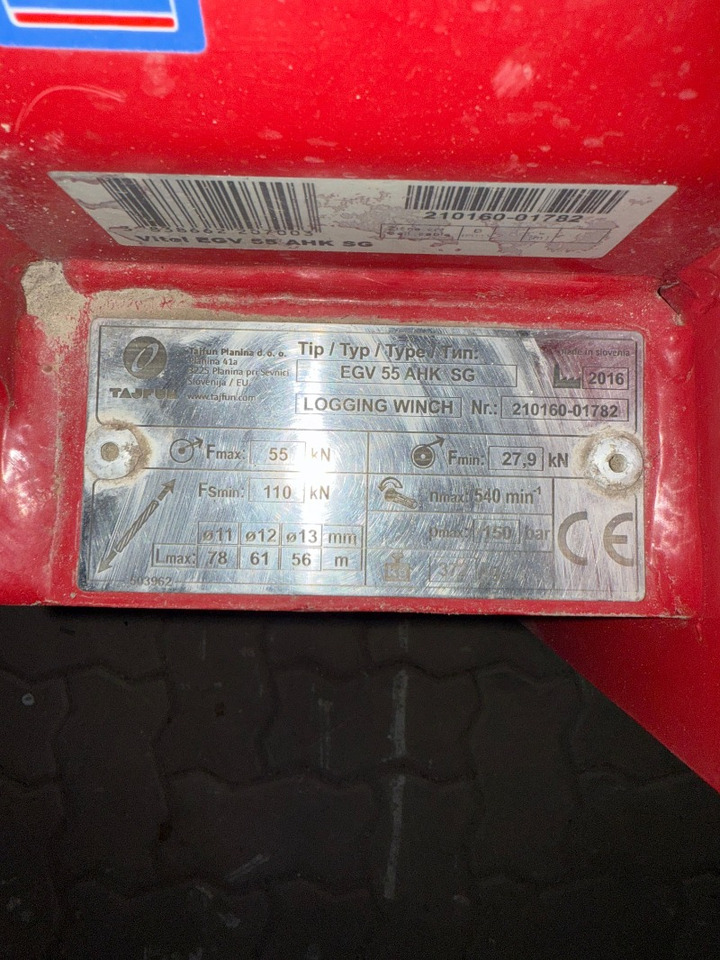 210160-01782
Vitel EGV 55 AHK SG
TAJFUN
Tajfun Planina d. o. o.
Planina 41a
3225 Planina pri Sevnici
Slovenija / EU
www.tajfun.com
Tip / Typ / Type / Тип:
EGV 55 AHK SG
made in slovenia
2016
LOGGING WINCH Nr.: 210160-01782
Fmax: 55 kN
Fmin: 27,9 kN
FSmin: 110 kN
nmax: 540 min⁻¹
pmax: 150 bar
ø11 ø12 ø13 mm
Lmax: 78 61 56 m
CE
503962